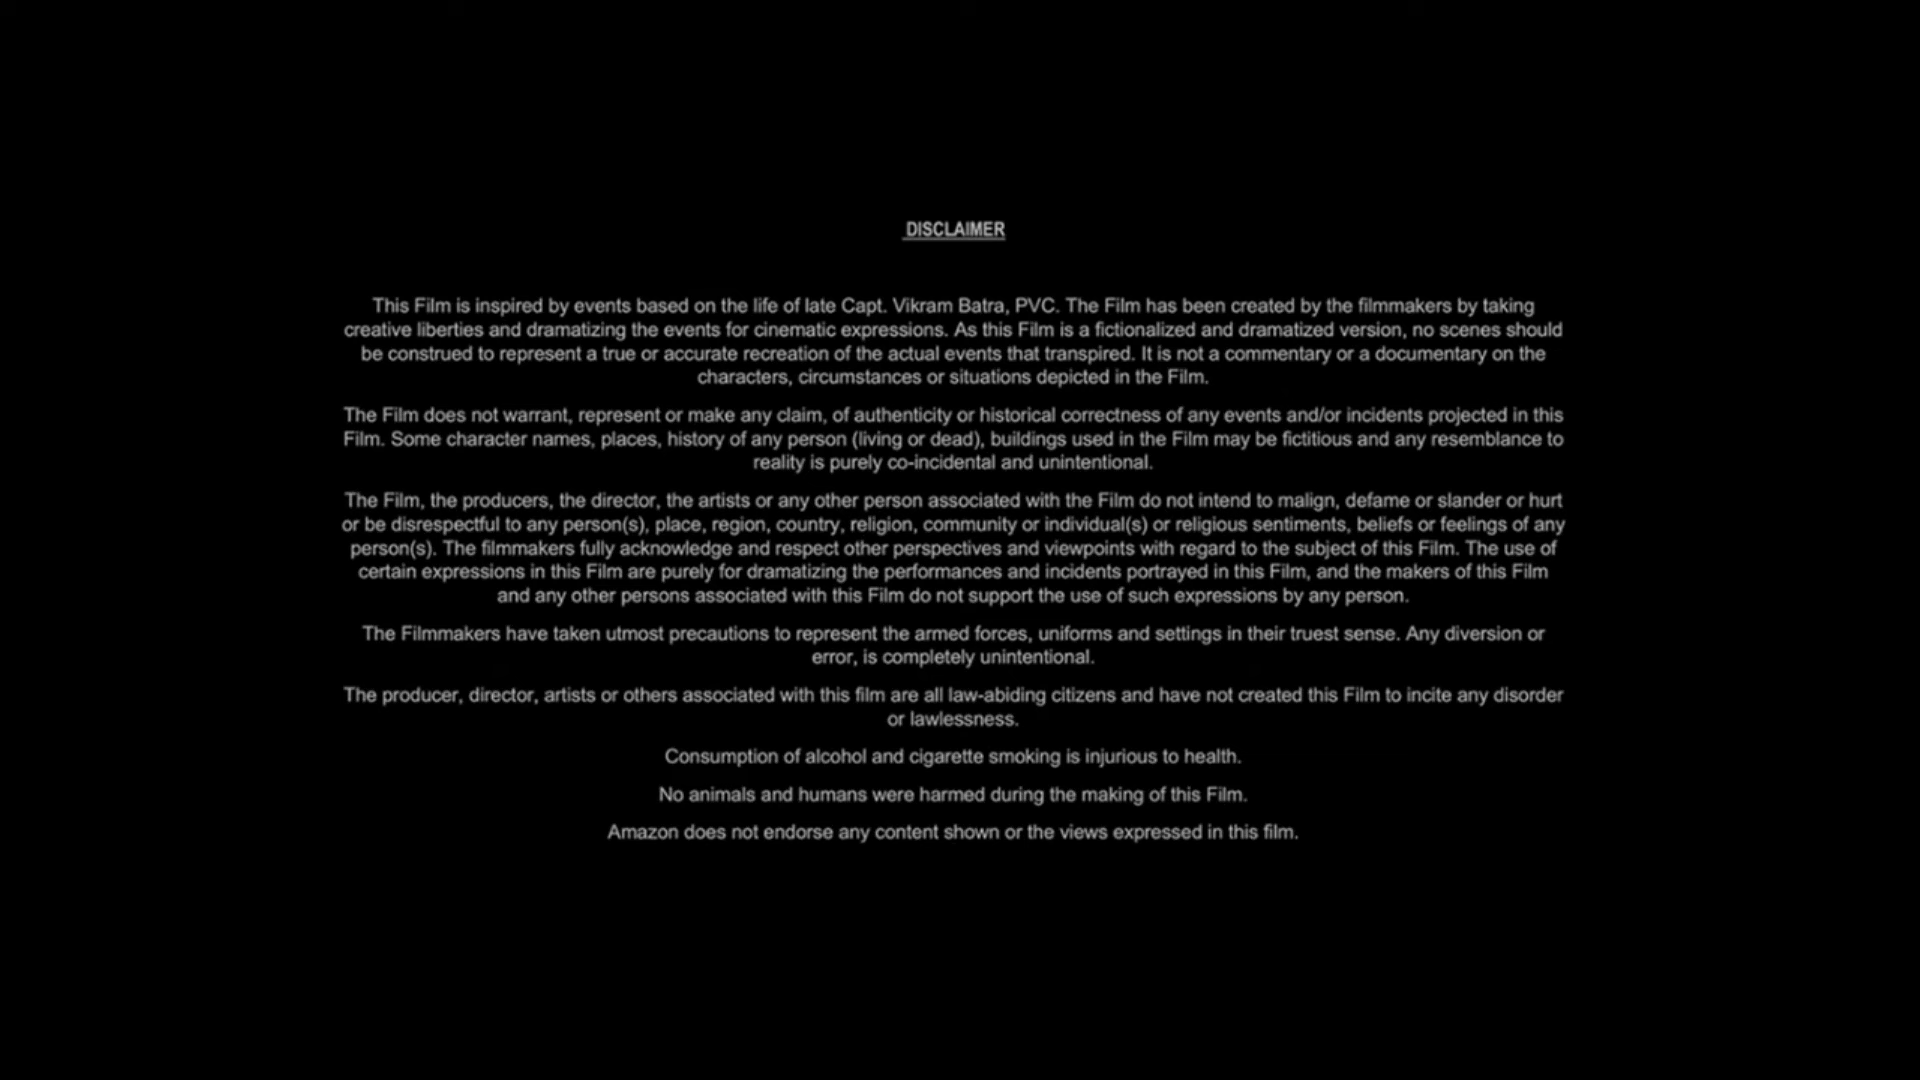 DISCLAIMER
This Film is inspired by events based on the life of late Capt. Vikram Batra, PVC. The Film has been created by the filmmakers by taking
creative liberties and dramatizing the events for cinematic expressions. As this Film is a fictionalized and dramatized version, no scenes should
be construed to represent a true or accurate recreation of the actual events that transpired. It is not a commentary or a documentary on the
characters, circumstances or situations depicted in the Film.
The Film does not warrant, represent or make any claim, of authenticity or historical correctness of any events and/or incidents projected in this
Film. Some character names, places, history of any person (living or dead), buildings used in the Film may be fictitious and any resemblance to
reality is purely co-incidental and unintentional.
The Film, the producers, the director, the artists or any other person associated with the Film do not intend to malign, defame or slander or hurt
or be disrespectful to any person(s), place, region, country, religion, community or individual(s) or religious sentiments, beliefs or feelings of any
person(s). The filmmakers fully acknowledge and respect other perspectives and viewpoints with regard to the subject of this Film. The use of
certain expressions in this Film are purely for dramatizing the performances and incidents portrayed in this Film, and the makers of this Film
and any other persons associated with this Film do not support the use of such expressions by any person.
The Filmmakers have taken utmost precautions to represent the armed forces, uniforms and settings in their truest sense. Any diversion or
error, is completely unintentional.
The producer, director, artists or others associated with this film are all law-abiding citizens and have not created this Film to incite any disorder
or lawlessness.
Consumption of alcohol and cigarette smoking is injurious to health.
No animals and humans were harmed during the making of this Film.
Amazon does not endorse any content shown or the views expressed in this film.